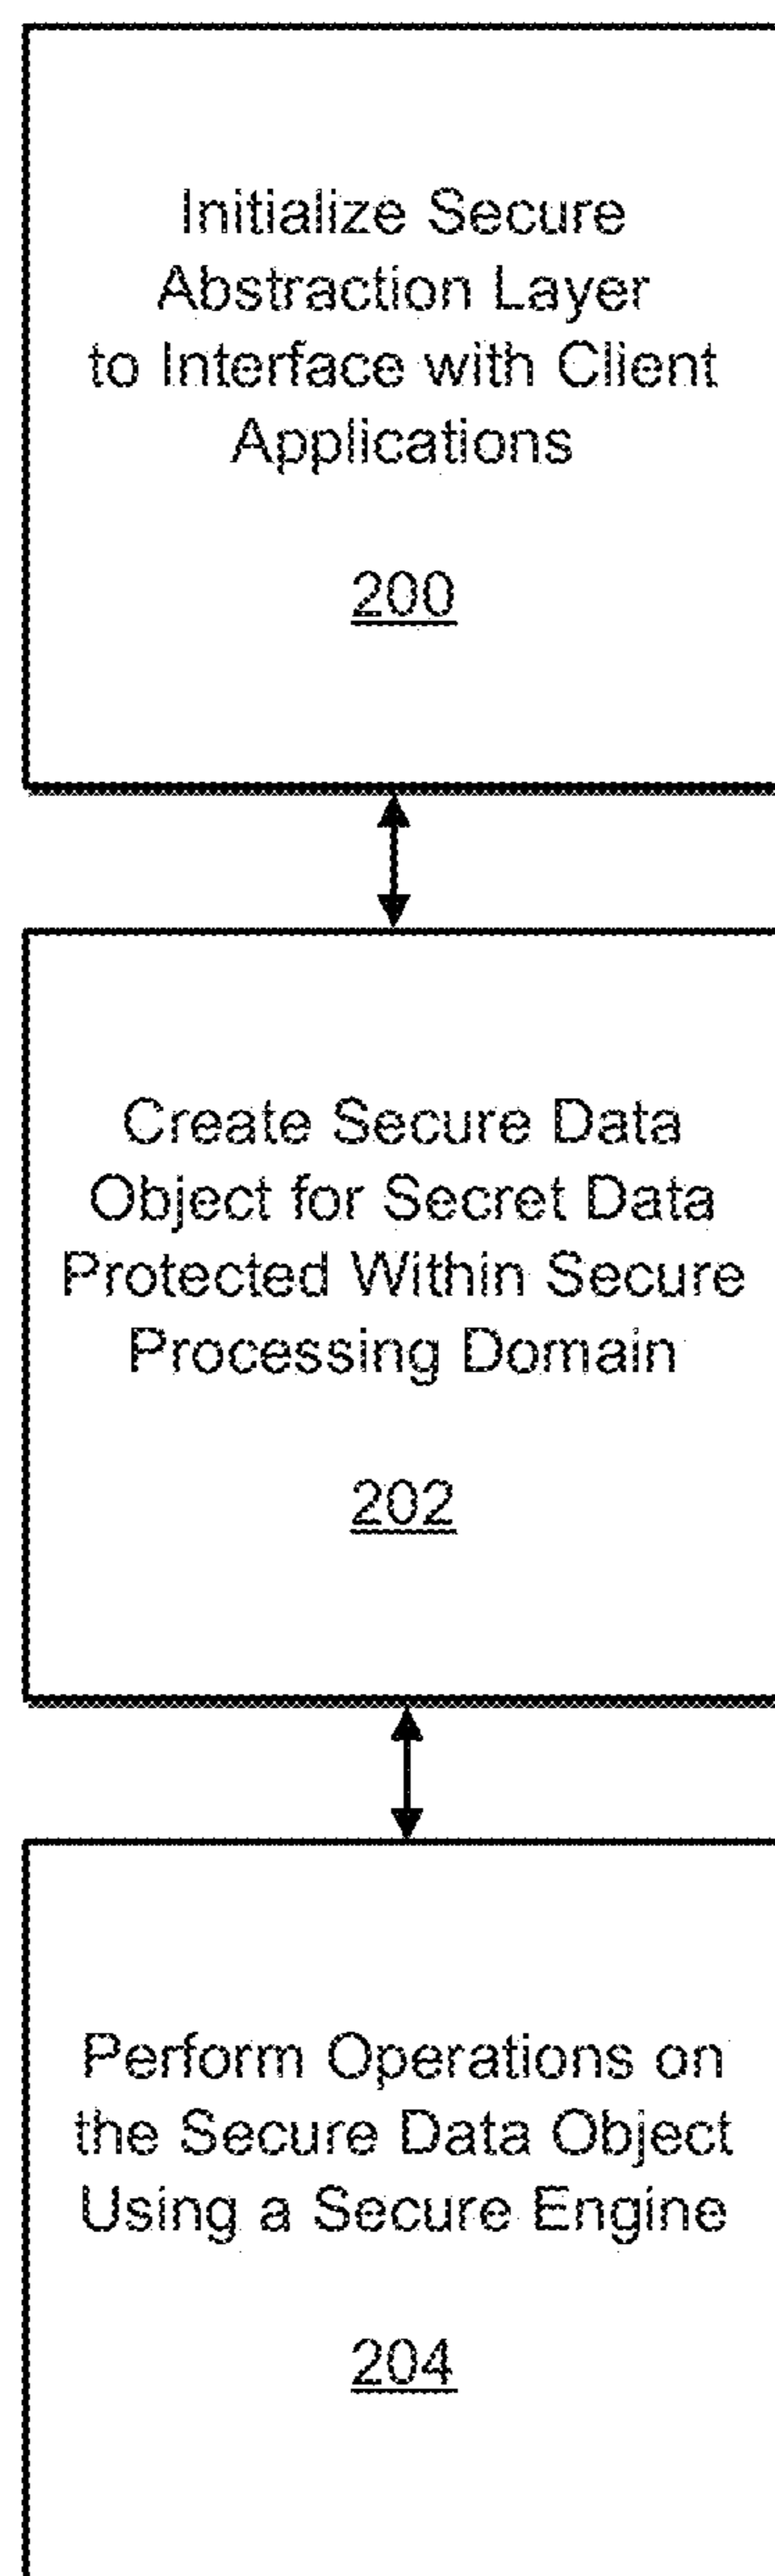 Initialize Secure
Abstraction Layer
to Interface with Client
Applications
200
Create Secure Data
Object for Secret Data
Protected Within Secure
Processing Domain
202
Perform Operations on
the Secure Data Object
Using a Secure Engine
204